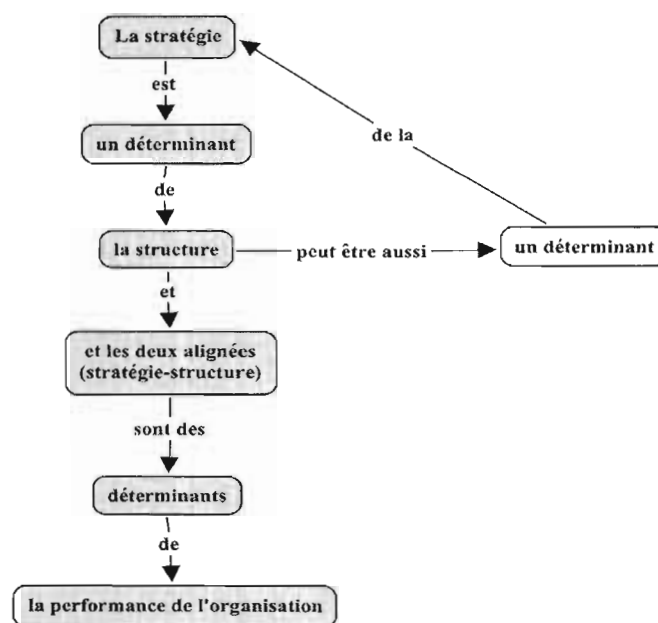 La stratégie
est
de la
un déterminant
de
la structure
peut être aussi
un déterminant
et
et les deux alignées
(stratégie-structure)
sont des
déterminants
de
la performance de l'organisation